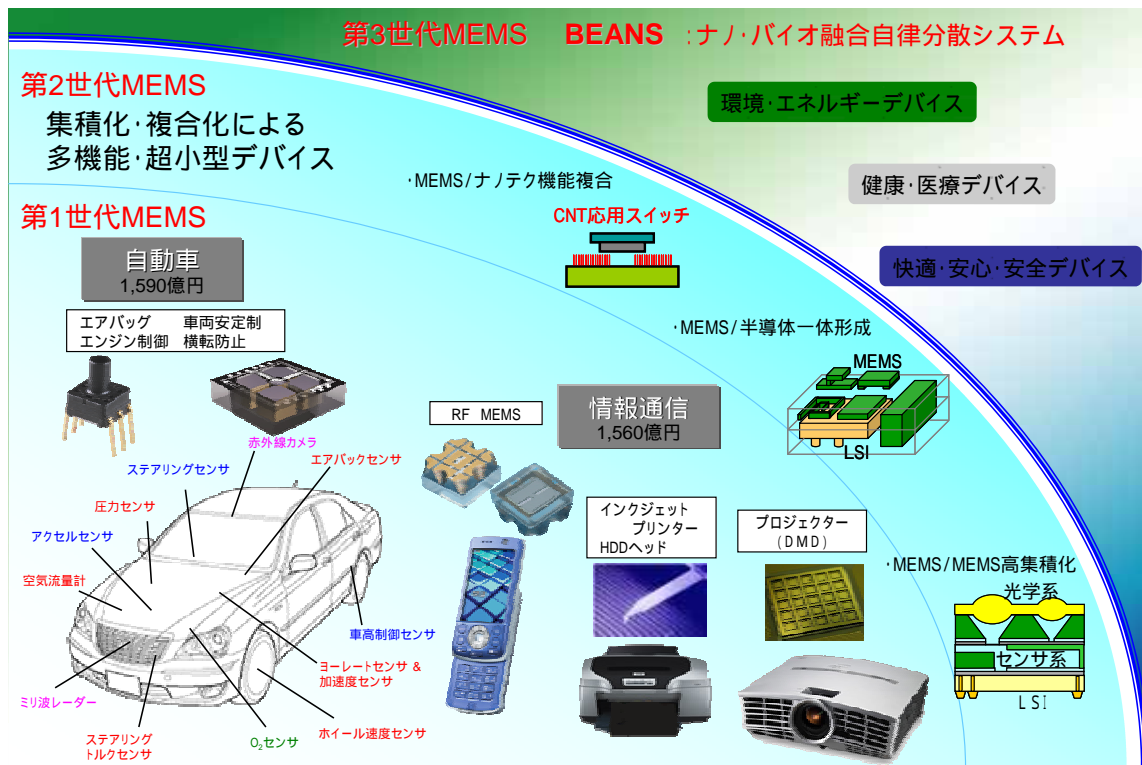 第3世代MEMS BEANS :ナノ･バイオ融合自律分散システム
第2世代MEMS
集積化･複合化による
多機能･超小型デバイス
環境･エネルギーデバイス
･MEMS/ナノテク機能複合
健康･医療デバイス
第1世代MEMS
CNT応用スイッチ
自動車
1,590億円
快適･安心･安全デバイス
エアバッグ 車両安定制
エンジン制御 横転防止
･MEMS/半導体一体形成
MEMS
LSI
RF MEMS
情報通信
1,560億円
赤外線カメラ
ステアリングセンサ
エアバックセンサ
圧力センサ
アクセルセンサ
空気流量計
インクジェット
プリンター
HDDヘッド
プロジェクター
(DMD)
･MEMS/MEMS高集積化
光学系
センサ系
LSI
車高制御センサ
ヨーレートセンサ &
加速度センサ
ミリ波レーダー
ステアリング
トルクセンサ
O₂センサ
ホイール速度センサ